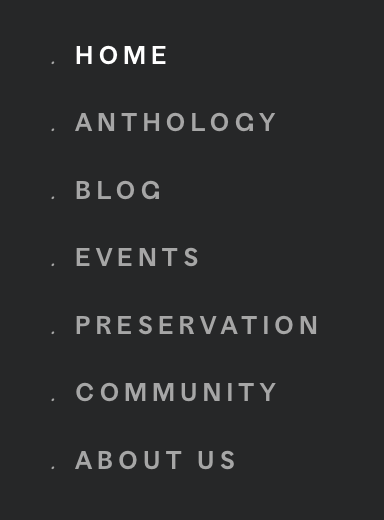 . HOME
. ANTHOLOGY
. BLOG
. EVENTS
. PRESERVATION
. COMMUNITY
. ABOUT US